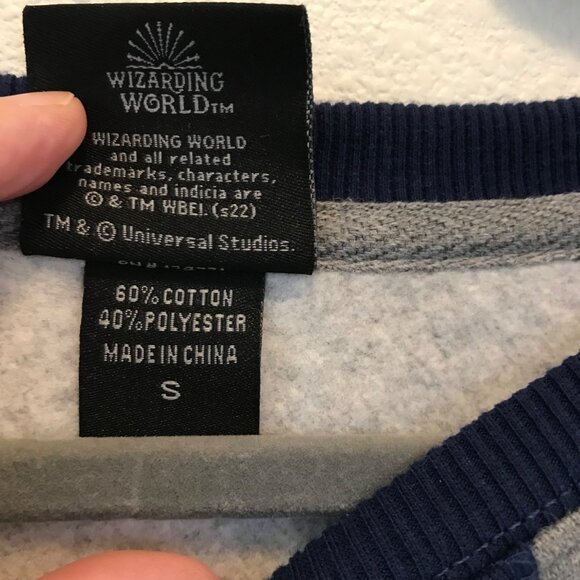 WIZARDING
WORLD™
WIZARDING WORLD
and all related
trademarks, characters,
names and indicia are
© & TM WBEI. (s22)
TM & © Universal Studios.
60% COTTON
40% POLYESTER
MADE IN CHINA
S